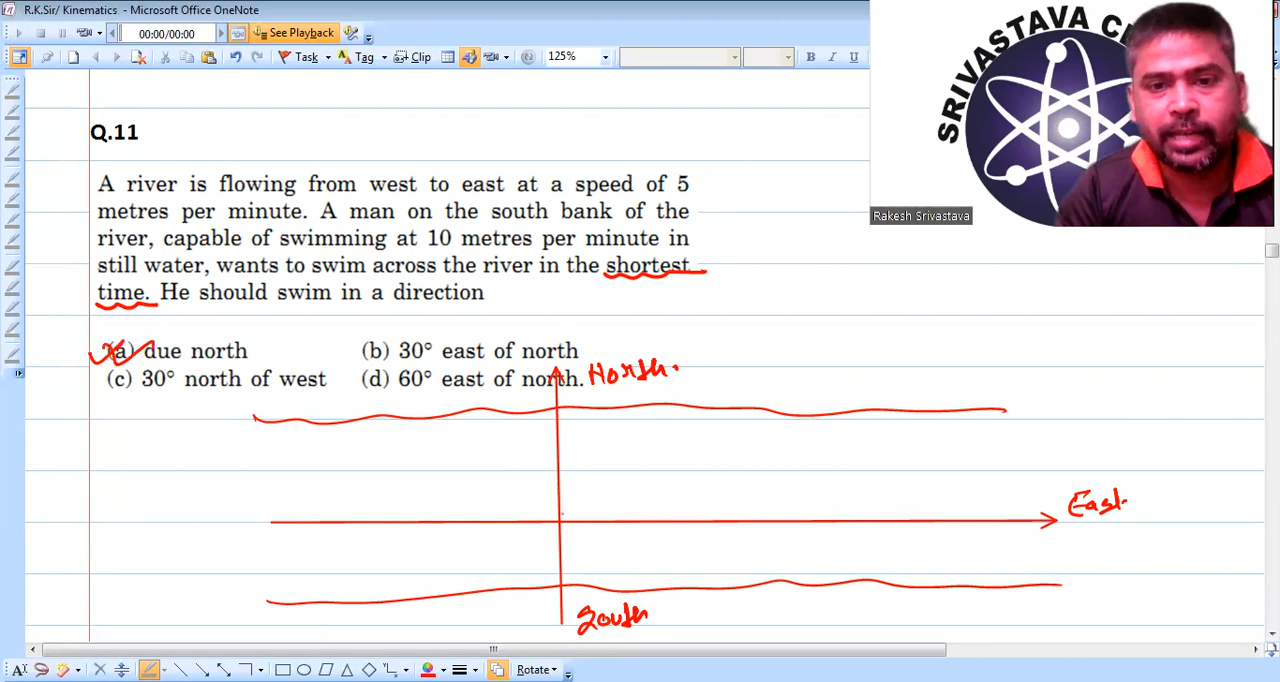 R.K.Sir/ Kinematics - Microsoft Office OneNote
00:00/00:00
See Playback
Task
Tag
Clip
125%
B I U
SRIVASTAVA C
Rakesh Srivastava
Q.11
A river is flowing from west to east at a speed of 5
metres per minute. A man on the south bank of the
river, capable of swimming at 10 metres per minute in
still water, wants to swim across the river in the shortest
time. He should swim in a direction
(a) due north (b) 30° east of north
(c) 30° north of west (d) 60° east of north.
North.
East.
South
Rotate